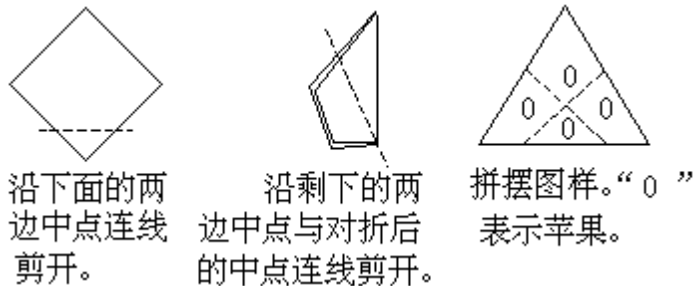 0
0 0
0
沿下面的两
边中点连线
剪开。
沿剩下的两
边中点与对折后
的中点连线剪开。
拼摆图样。“0 ”
表示苹果。